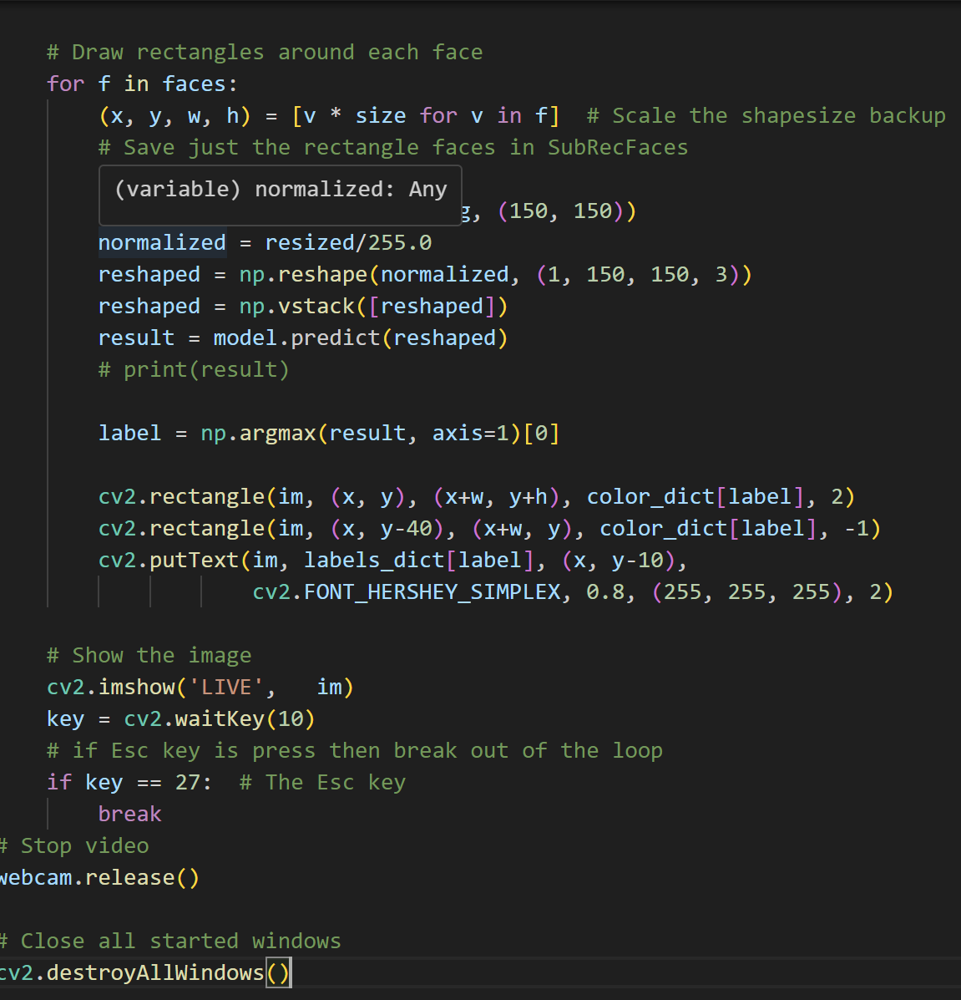 # Draw rectangles around each face
for f in faces:
(x, y, w, h) = [v * size for v in f]  # Scale the shapesize backup
# Save just the rectangle faces in SubRecFaces
(variable) normalized: Any
g, (150, 150))
normalized = resized/255.0
reshaped = np.reshape(normalized, (1, 150, 150, 3))
reshaped = np.vstack([reshaped])
result = model.predict(reshaped)
# print(result)
label = np.argmax(result, axis=1)[0]
cv2.rectangle(im, (x, y), (x+w, y+h), color_dict[label], 2)
cv2.rectangle(im, (x, y-40), (x+w, y), color_dict[label], -1)
cv2.putText(im, labels_dict[label], (x, y-10),
cv2.FONT_HERSHEY_SIMPLEX, 0.8, (255, 255, 255), 2)
# Show the image
cv2.imshow('LIVE',   im)
key = cv2.waitKey(10)
# if Esc key is press then break out of the loop
if key == 27:  # The Esc key
break
# Stop video
webcam.release()
# Close all started windows
cv2.destroyAllWindows()